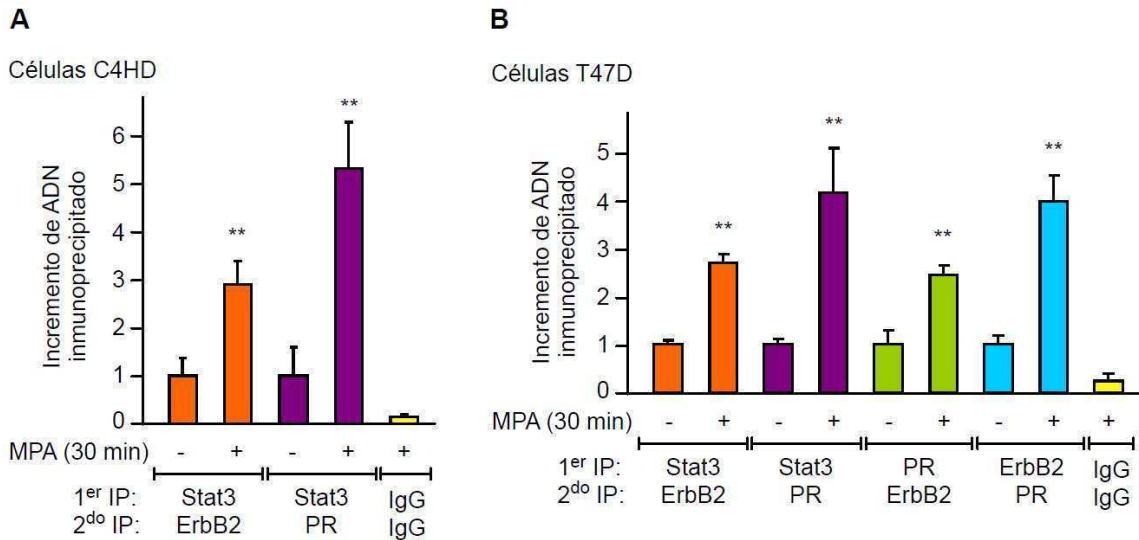 A
Células C4HD
Incremento de ADN
inmunoprecipitado
6
5
4
3
2
1
0
**
**
MPA (30 min) - + - + +
1er IP: Stat3 Stat3 IgG
2do IP: ErbB2 PR IgG
B
Células T47D
Incremento de ADN
inmunoprecipitado
5
4
3
2
1
0
**
**
**
**
MPA (30 min) - + - + - + - + +
1er IP: Stat3 Stat3 PR ErbB2 IgG
2do IP: ErbB2 PR ErbB2 PR IgG